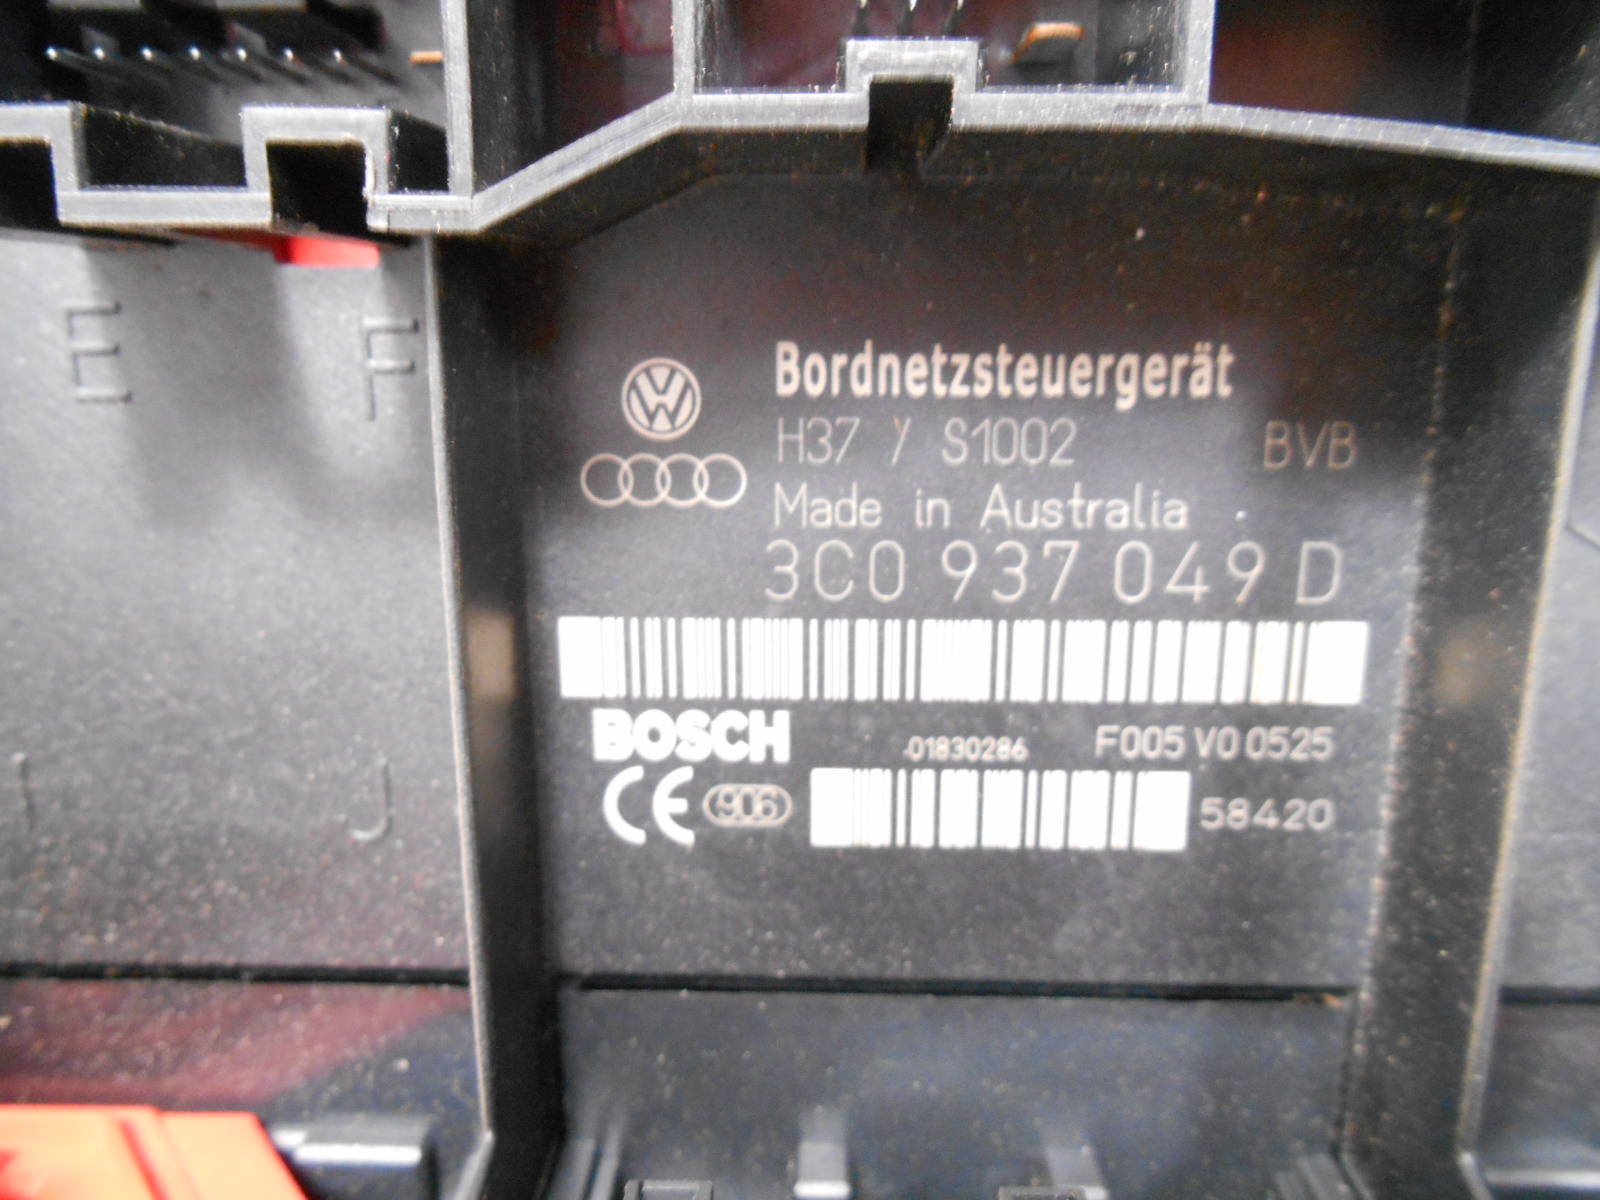 E F
Bordnetzsteuergerät
H37 / S1002 BVB
Made in Australia
3C0 937 049 D
BOSCH 01830286 F005 V0 0525
CE 906 58420
J